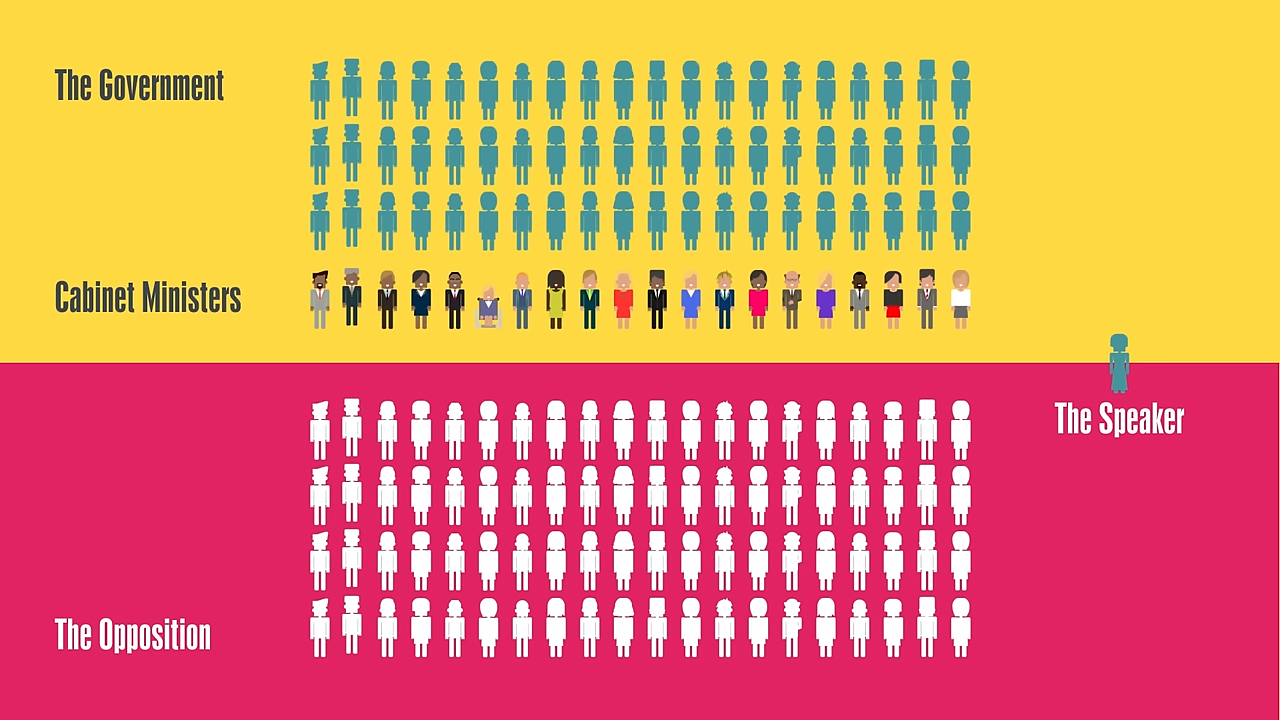 The Government
Cabinet Ministers
The Speaker
The Opposition